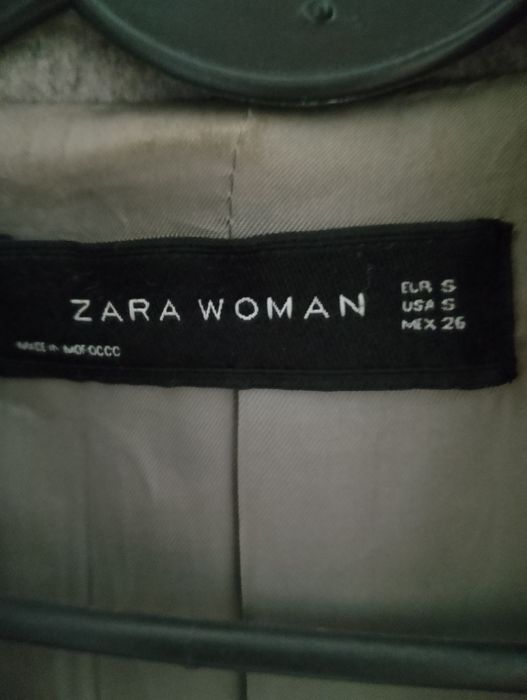 ZARA WOMAN
EUR S
USA S
MEX 26
MADE IN MOROCCO